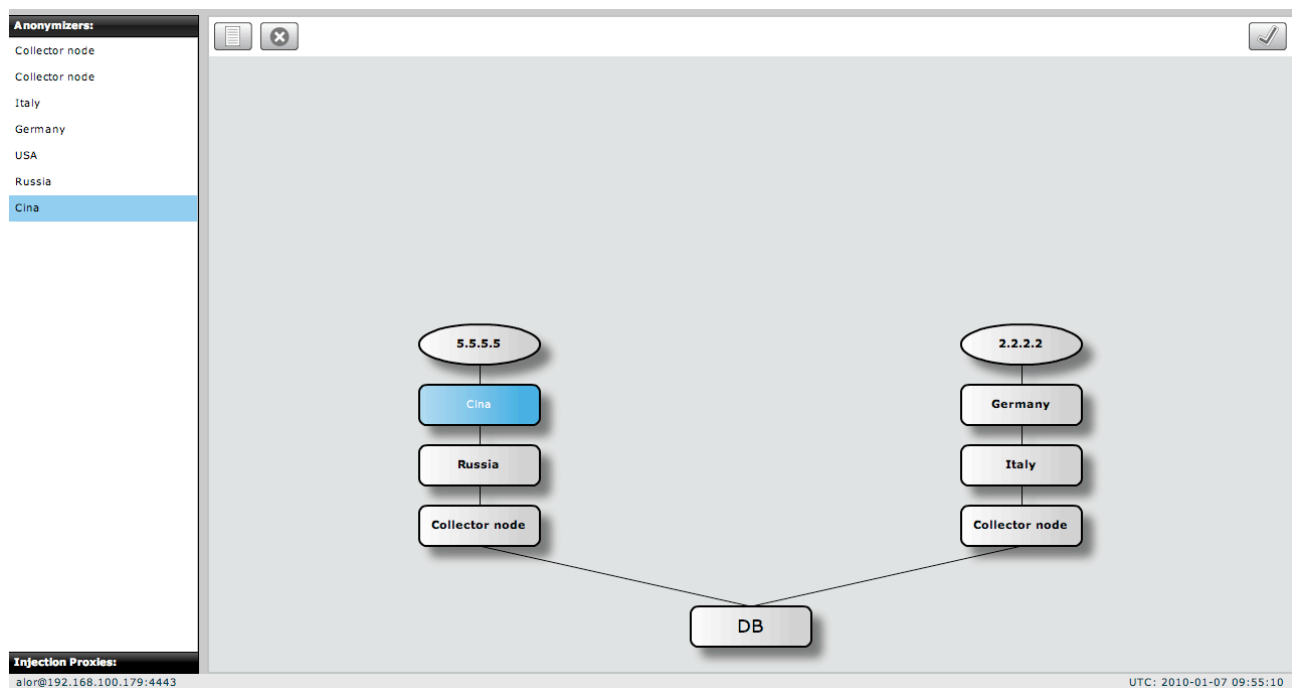 Anonymizers:
Collector node
Collector node
Italy
Germany
USA
Russia
Cina
5.5.5.5
2.2.2.2
Cina
Germany
Russia
Italy
Collector node
Collector node
DB
Injection Proxies:
alor@192.168.100.179:4443
UTC: 2010-01-07 09:55:10